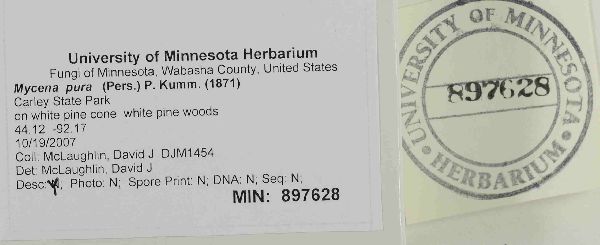 University of Minnesota Herbarium
Fungi of Minnesota, Wabasha County, United States
Mycena pura (Pers.) P. Kumm. (1871)
Carley State Park
on white pine cone white pine woods
44.12 -92.17
10/19/2007
Coll: McLaughlin, David J DJM1454
Det: McLaughlin, David J
Desc: Y; Photo: N; Spore Print: N; DNA: N; Seq: N;
MIN: 897628
UNIVERSITY OF MINNESOTA
897628
HERBARIUM